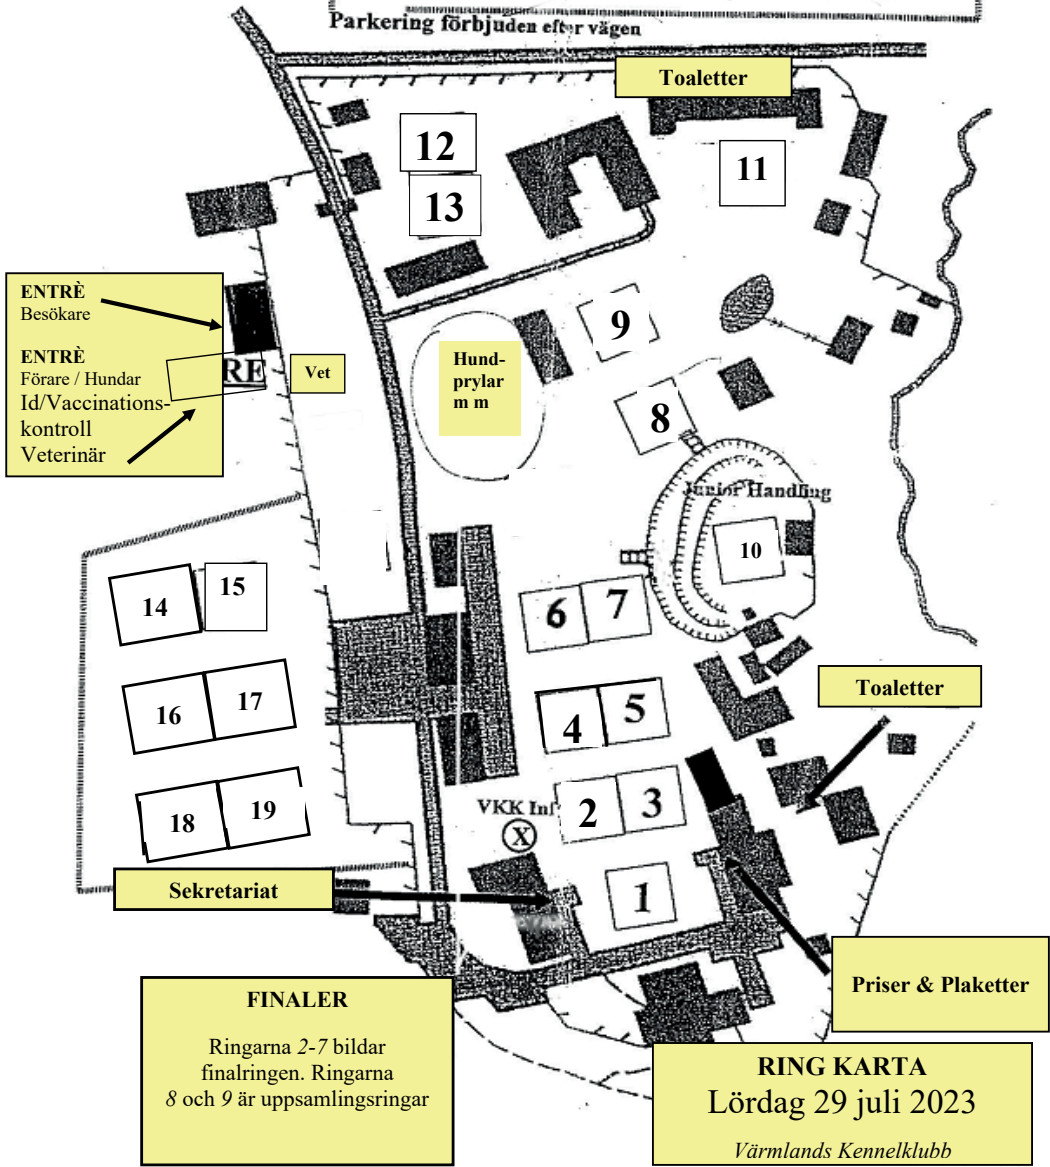 Parkering förbjuden efter vägen
Toaletter
12
13
11
ENTRÈ
Besökare
ENTRÈ
Förare / Hundar
Id/Vaccinations-
kontroll
Veterinär
RE
Vet
Hund-
prylar
m m
9
8
Junior Handling
10
14
15
6
7
16
17
4
5
Toaletter
18
19
VKK Inf
X
2
3
1
Sekretariat
Priser & Plaketter
FINALER
Ringarna 2-7 bildar
finalringen. Ringarna
8 och 9 är uppsamlingsringar
RING KARTA
Lördag 29 juli 2023
Värmlands Kennelklubb